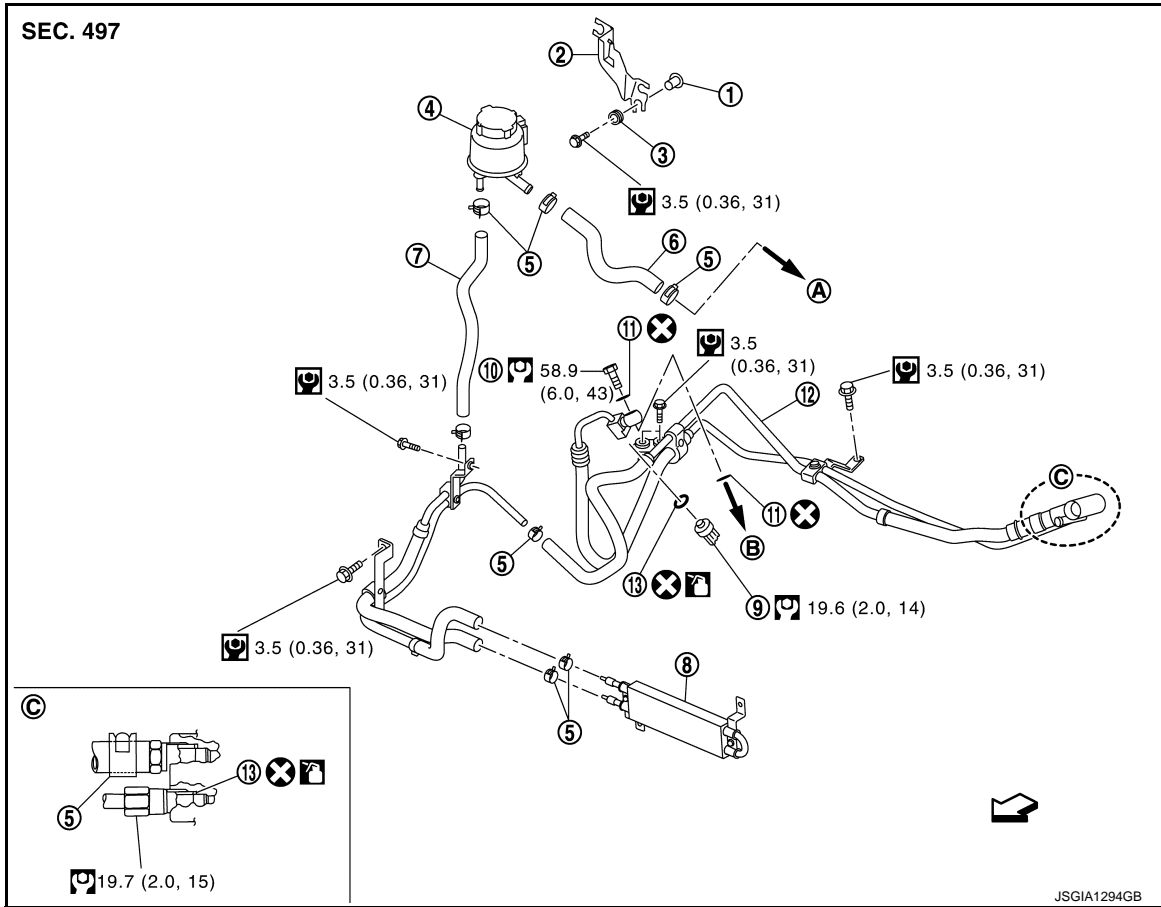 SEC. 497
2
1
4
3
3.5 (0.36, 31)
7
5
6
5
A
11
3.5
(0.36, 31)
10
58.9
(6.0, 43)
3.5 (0.36, 31)
3.5 (0.36, 31)
12
C
11
B
5
13
9
19.6 (2.0, 14)
3.5 (0.36, 31)
8
5
C
13
5
19.7 (2.0, 15)
JSGIA1294GB